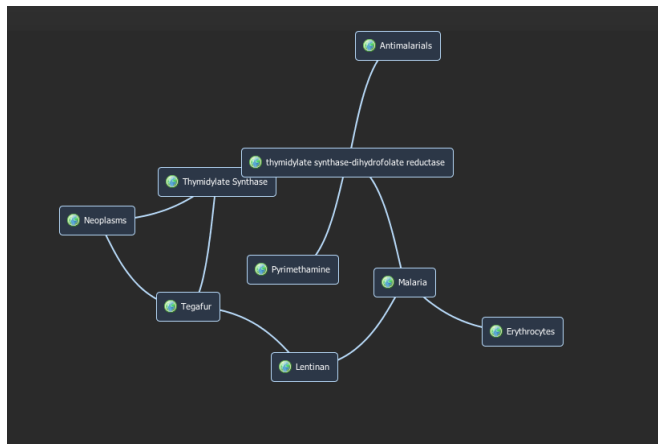 Antimalarials
thymidylate synthase-dihydrofolate reductase
Thymidylate Synthase
Neoplasms
Pyrimethamine
Malaria
Tegafur
Erythrocytes
Lentinan